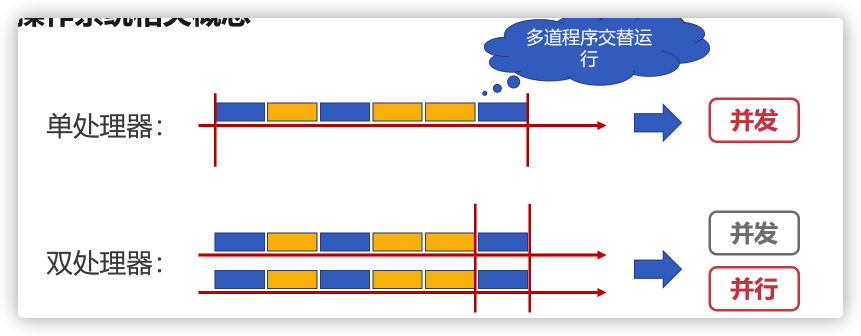 操作系统相关概念
多道程序交替运
行
单处理器：
并发
双处理器：
并发
并行